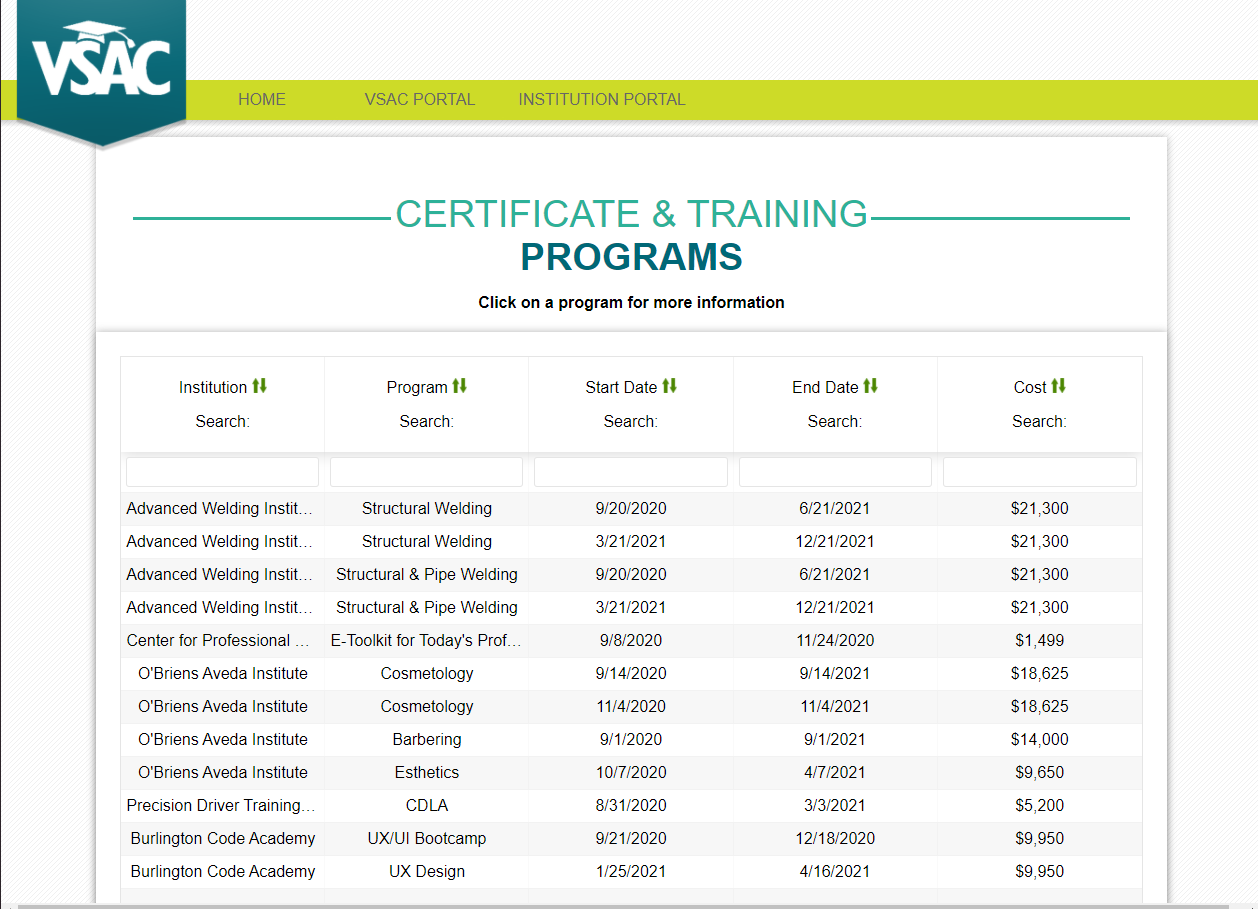 VSAC
HOME VSAC PORTAL INSTITUTION PORTAL
CERTIFICATE & TRAINING
PROGRAMS
Click on a program for more information
Institution Program Start Date End Date Cost
Search: Search: Search: Search: Search:
Advanced Welding Instit… Structural Welding 9/20/2020 6/21/2021 $21,300
Advanced Welding Instit… Structural Welding 3/21/2021 12/21/2021 $21,300
Advanced Welding Instit… Structural & Pipe Welding 9/20/2020 6/21/2021 $21,300
Advanced Welding Instit… Structural & Pipe Welding 3/21/2021 12/21/2021 $21,300
Center for Professional … E-Toolkit for Today's Prof… 9/8/2020 11/24/2020 $1,499
O'Briens Aveda Institute Cosmetology 9/14/2020 9/14/2021 $18,625
O'Briens Aveda Institute Cosmetology 11/4/2020 11/4/2021 $18,625
O'Briens Aveda Institute Barbering 9/1/2020 9/1/2021 $14,000
O'Briens Aveda Institute Esthetics 10/7/2020 4/7/2021 $9,650
Precision Driver Training… CDLA 8/31/2020 3/3/2021 $5,200
Burlington Code Academy UX/UI Bootcamp 9/21/2020 12/18/2020 $9,950
Burlington Code Academy UX Design 1/25/2021 4/16/2021 $9,950